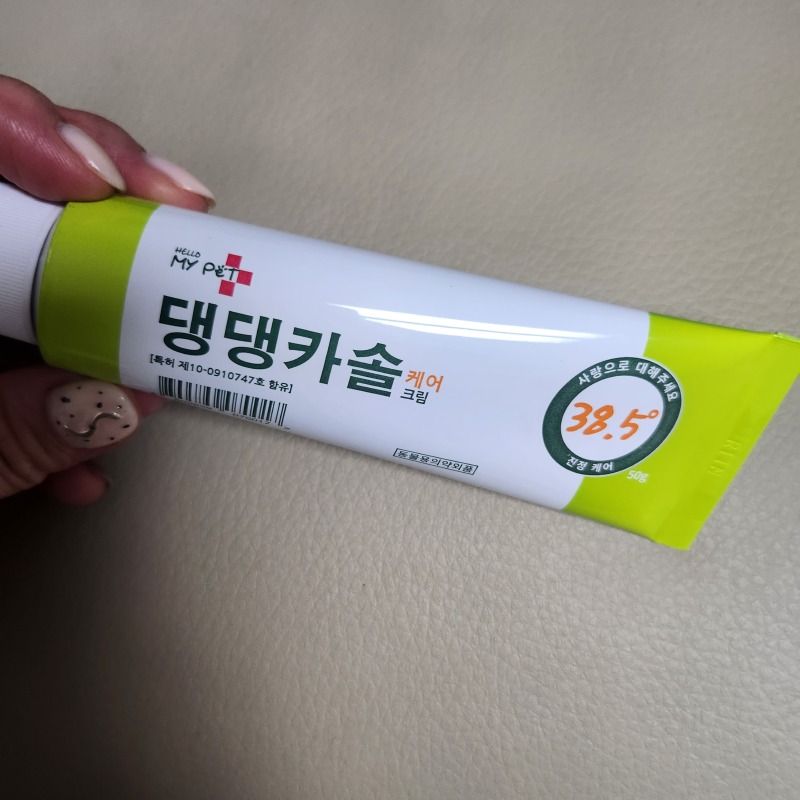 HELLO
MY PET
댕댕카솔
케어
크림
[특허 제10-0910747호 함유]
동물용의약외품
사랑으로 대해주세요
38.5°
진정 케어
50g